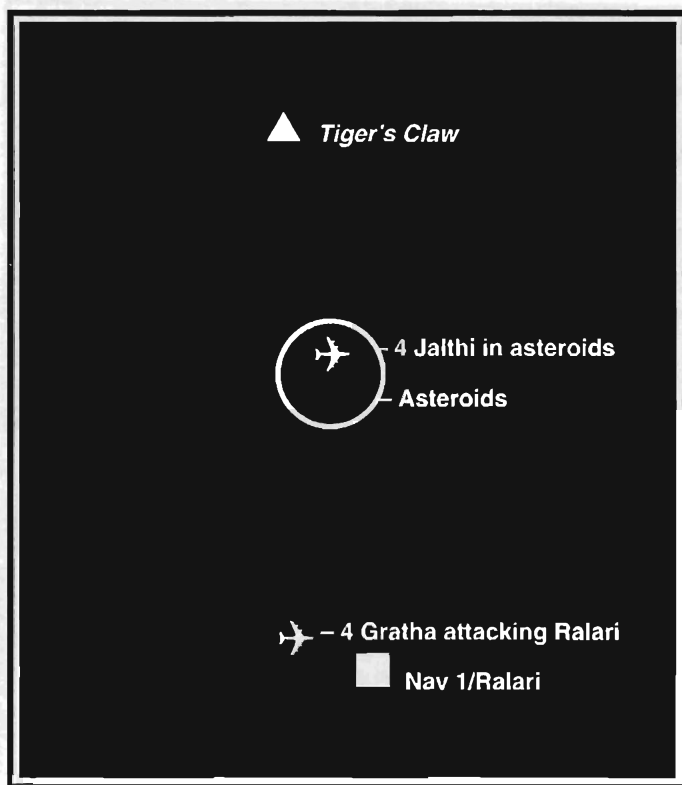 Tiger's Claw
4 Jalthi in asteroids
Asteroids
4 Gratha attacking Ralari
Nav 1/Ralari